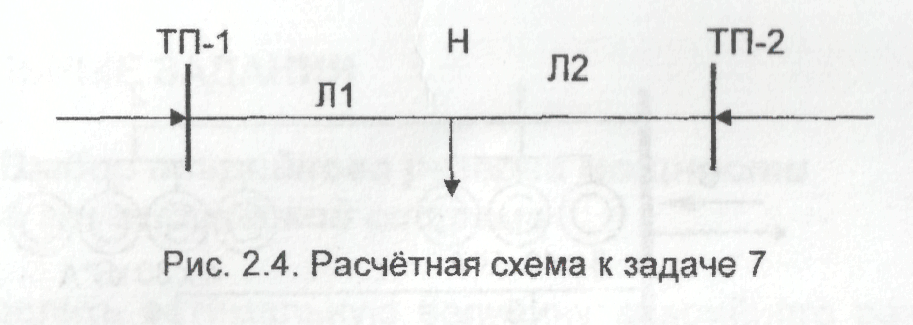 ТП-1 Н ТП-2
Л1 Л2
Рис. 2.4. Расчётная схема к задаче 7